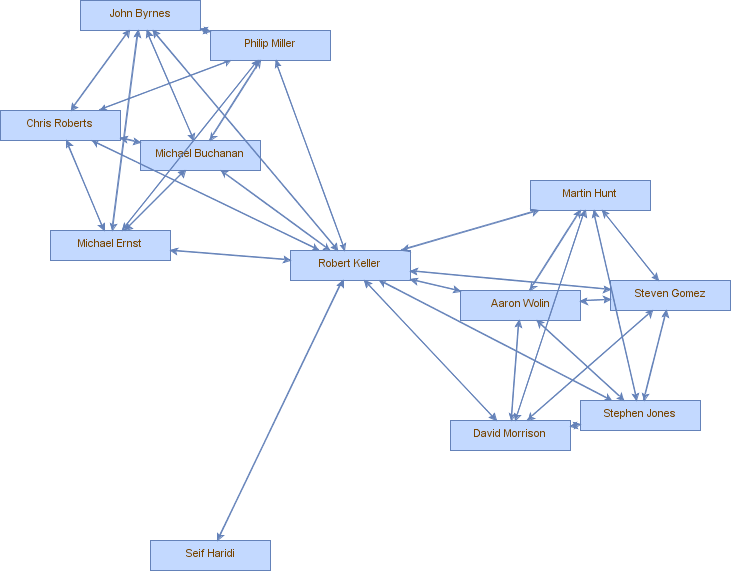 John Byrnes
Philip Miller
Chris Roberts
Michael Buchanan
Martin Hunt
Michael Ernst
Robert Keller
Steven Gomez
Aaron Wolin
Stephen Jones
David Morrison
Seif Haridi